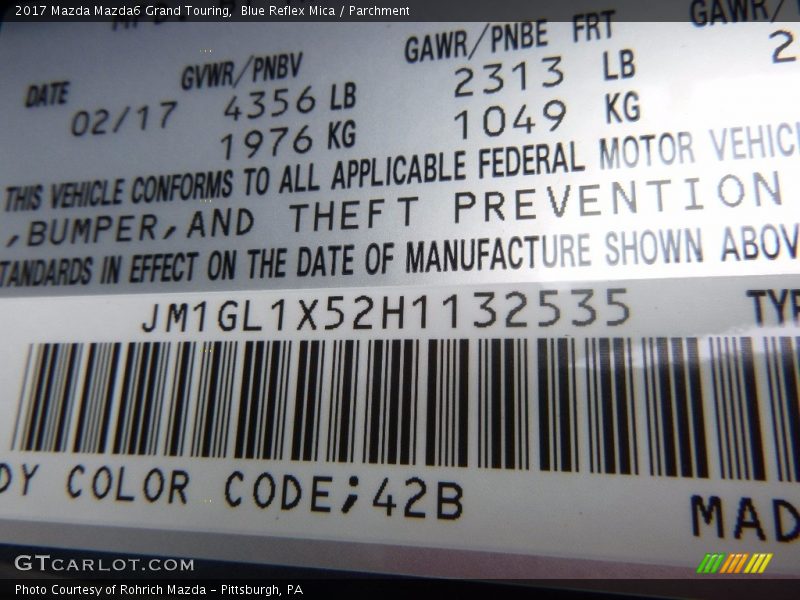 2017 Mazda Mazda6 Grand Touring, Blue Reflex Mica / Parchment
DATE GVWR/PNBV GAWR/PNBE FRT GAWR/
02/17 4356 LB 2313 LB 2
1976 KG 1049 KG
THIS VEHICLE CONFORMS TO ALL APPLICABLE FEDERAL MOTOR VEHIC
,BUMPER,AND THEFT PREVENTION
TANDARDS IN EFFECT ON THE DATE OF MANUFACTURE SHOWN ABOV
JM1GL1X52H1132535 TYP
DY COLOR CODE;42B MAD
GTCARLOT.COM
Photo Courtesy of Rohrich Mazda - Pittsburgh, PA